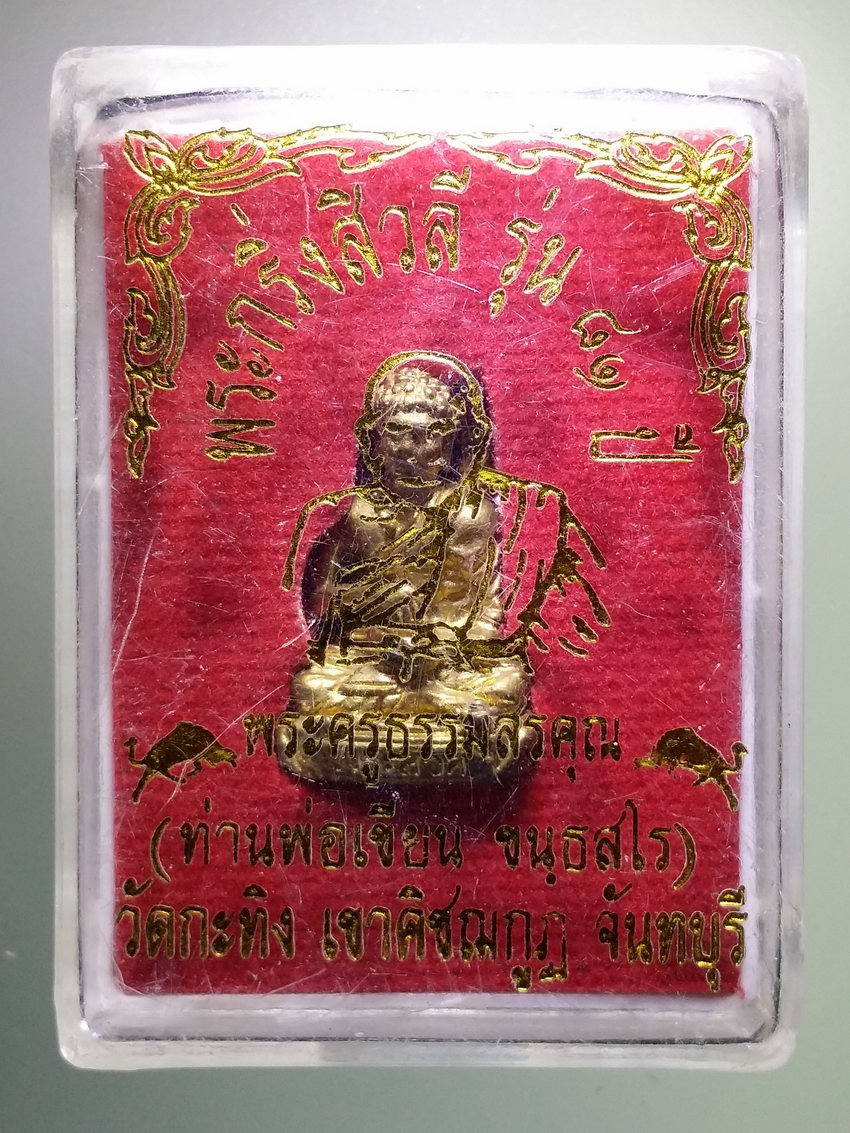 พระกริ่งสิวลี รุ่น ๘๑ ปี
พระครูธรรมสรคุณ
(ท่านพ่อเขียน ขนฺธสโร)
วัดกะทิง เขาคิชฌกูฏ จันทบุรี